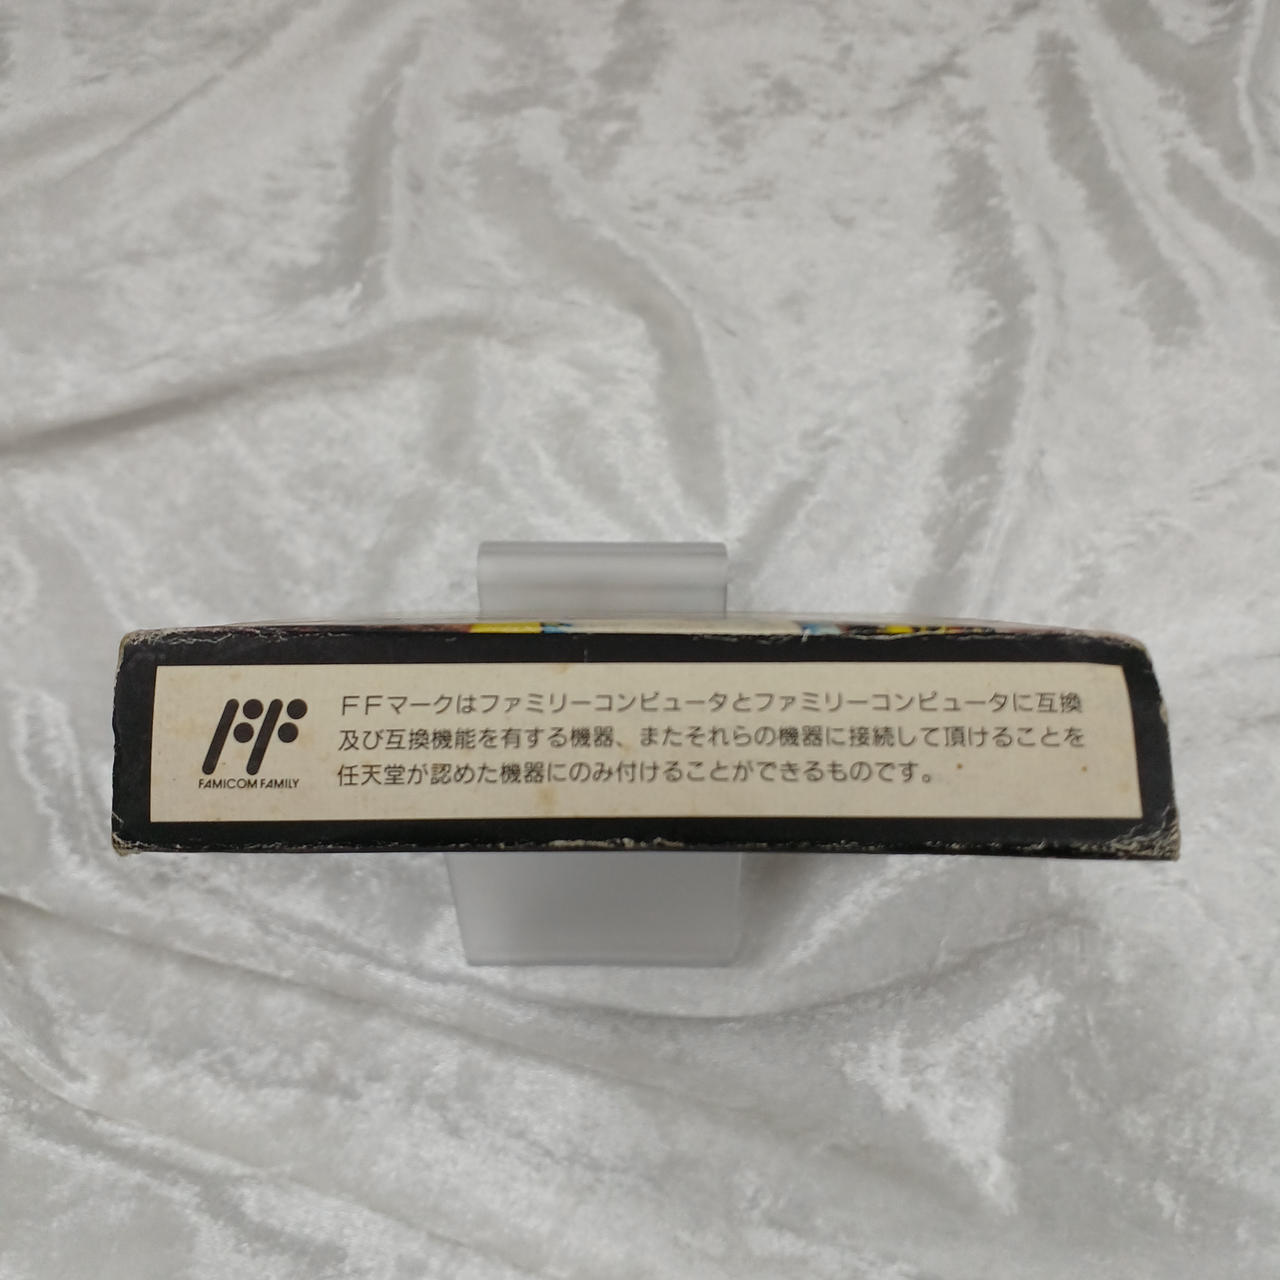 FFマークはファミリーコンピュータとファミリーコンピュータに互換
及び互換機能を有する機器、またそれらの機器に接続して頂けることを
任天堂が認めた機器にのみ付けることができるものです。
FF
FAMICOM FAMILY